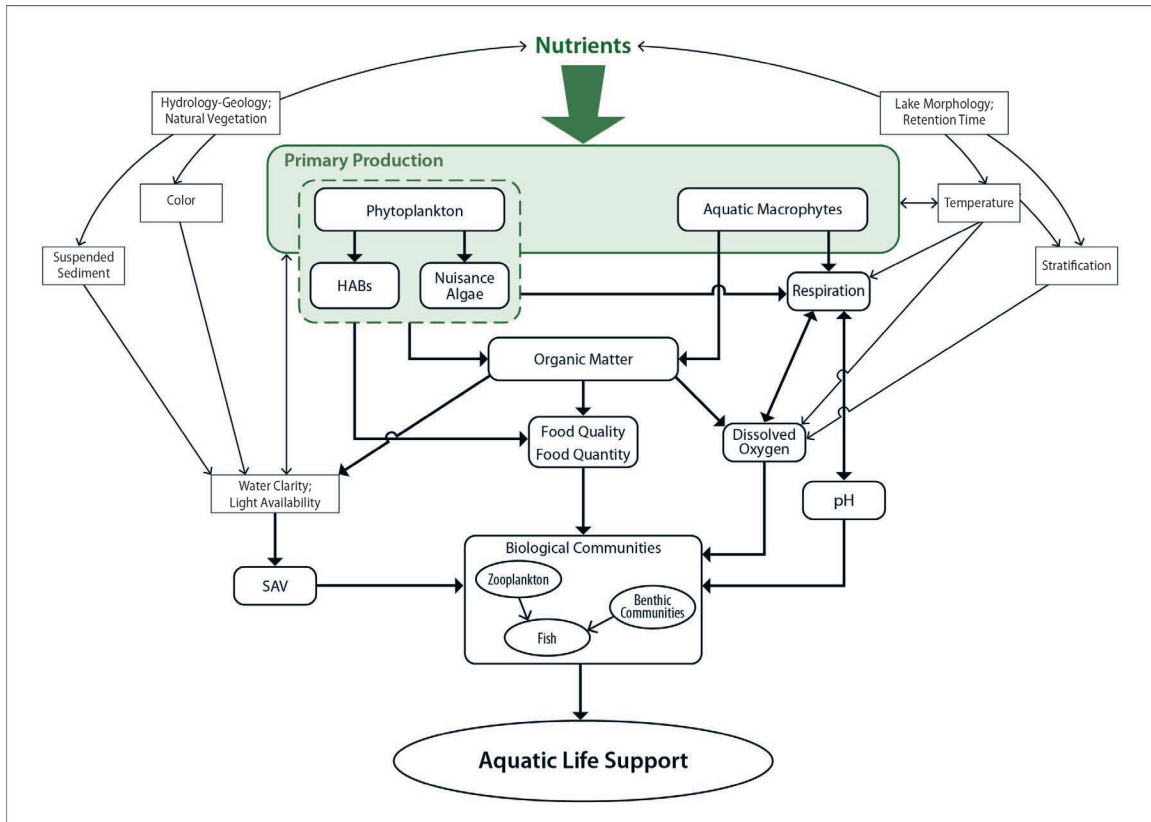 Nutrients
Hydrology-Geology;
Natural Vegetation
Lake Morphology;
Retention Time
Primary Production
Color
Phytoplankton
Aquatic Macrophytes
Temperature
Suspended
Sediment
HABs
Nuisance
Algae
Respiration
Stratification
Organic Matter
Food Quality
Food Quantity
Dissolved
Oxygen
Water Clarity;
Light Availability
pH
Biological Communities
SAV
Zooplankton
Benthic
Communities
Fish
Aquatic Life Support